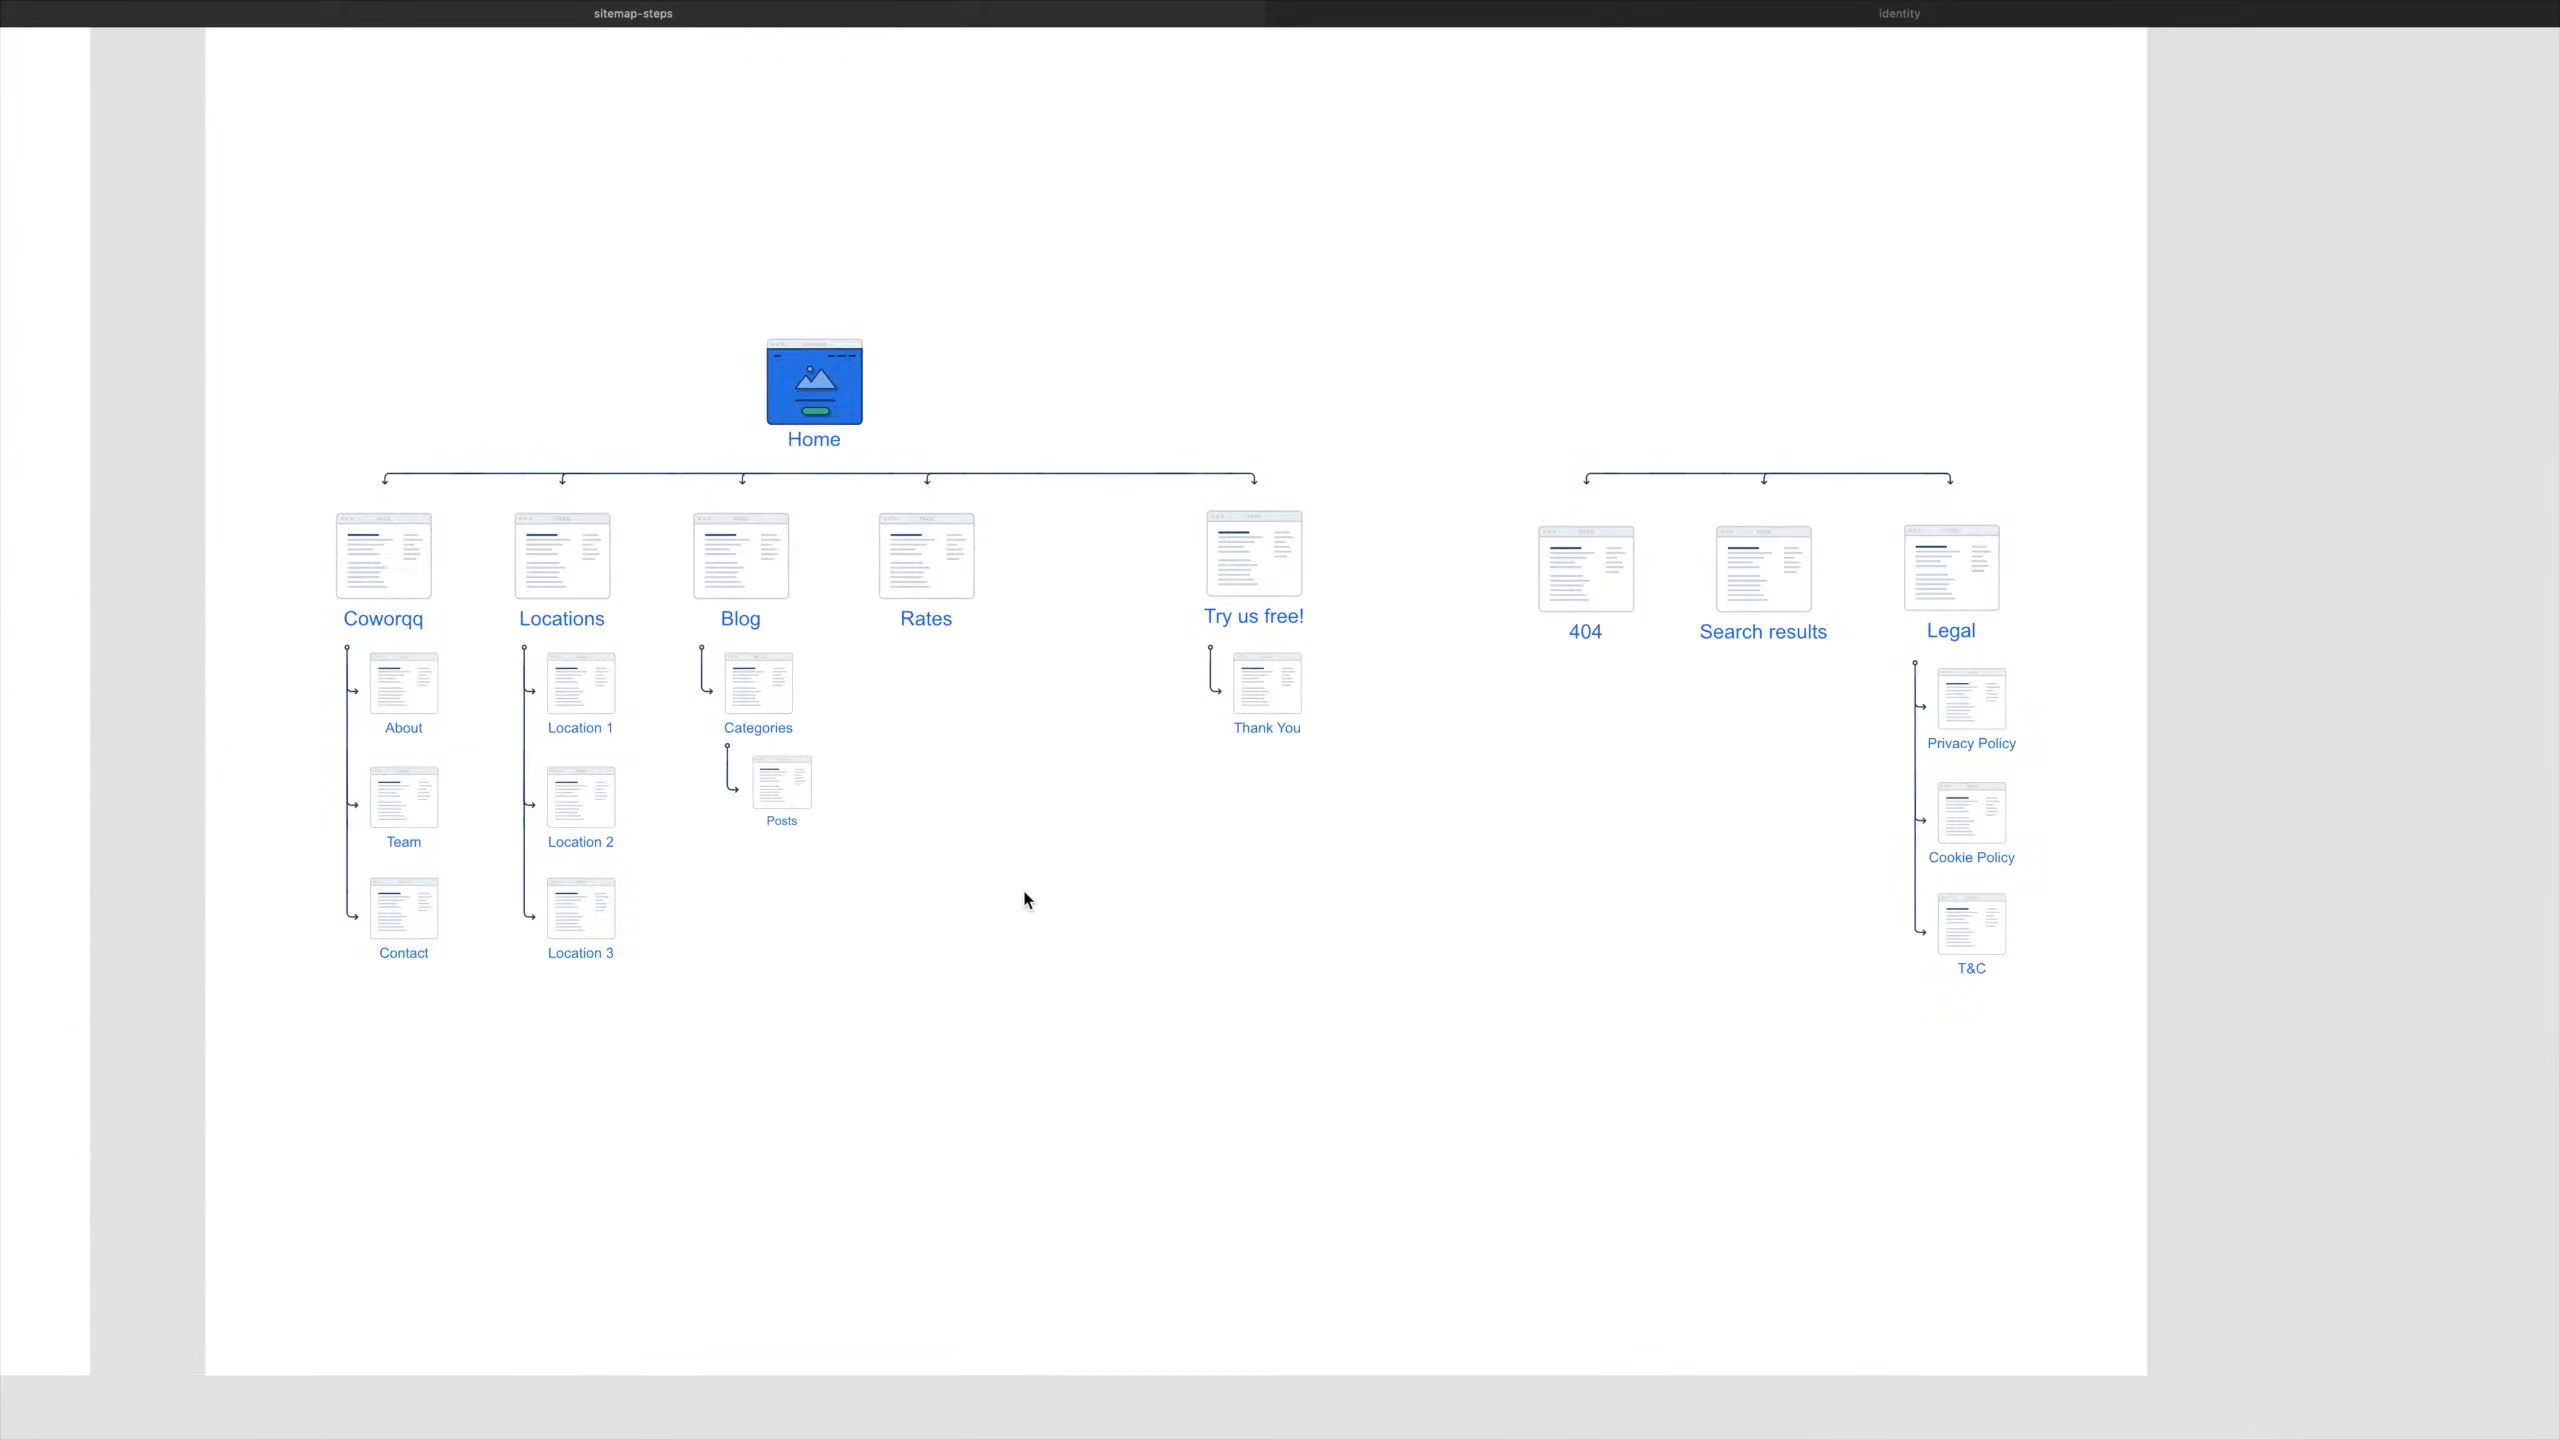 sitemap-steps
identity
Home
Coworqq
Locations
Blog
Rates
Try us free!
404
Search results
Legal
About
Location 1
Categories
Thank You
Privacy Policy
Team
Location 2
Posts
Cookie Policy
Contact
Location 3
T&C